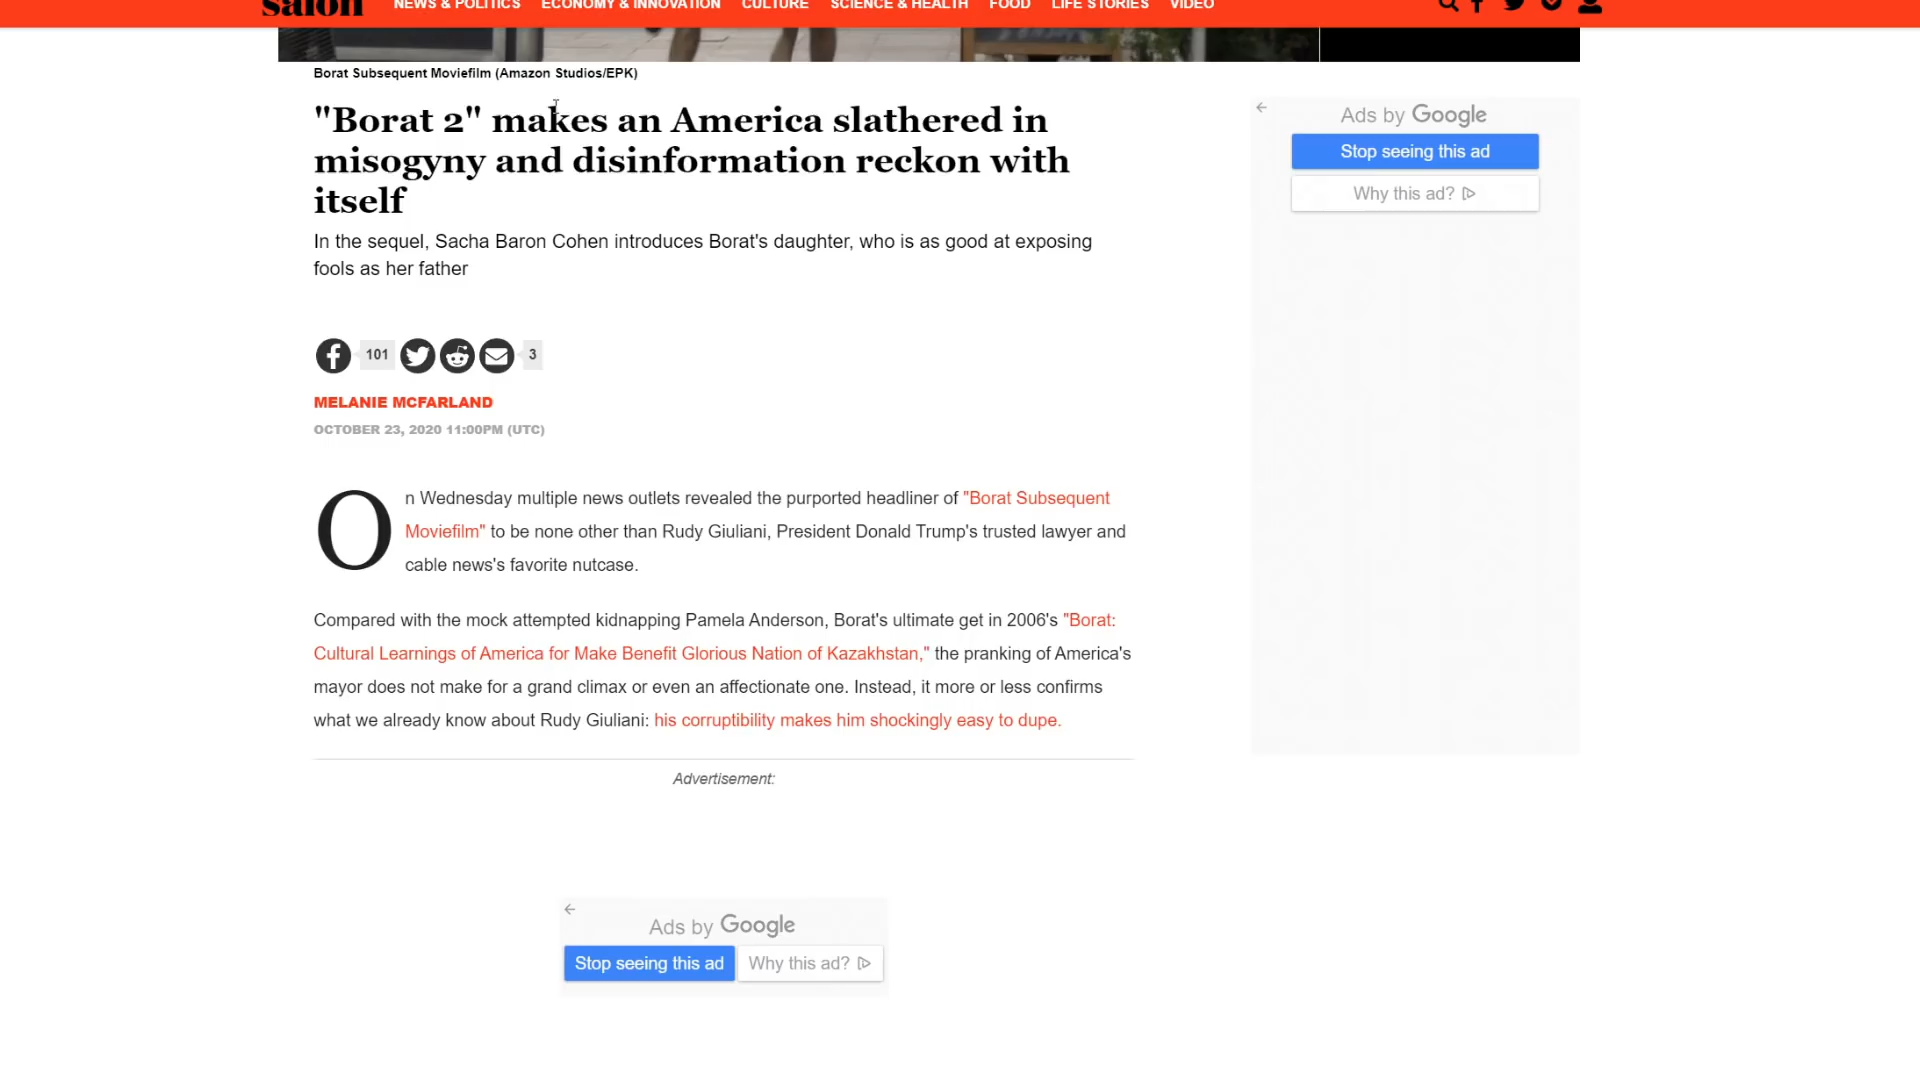 salon NEWS & POLITICS ECONOMY & INNOVATION CULTURE SCIENCE & HEALTH FOOD LIFE STORIES VIDEO
Borat Subsequent Moviefilm (Amazon Studios/EPK)
"Borat 2" makes an America slathered in
misogyny and disinformation reckon with
itself
In the sequel, Sacha Baron Cohen introduces Borat's daughter, who is as good at exposing
fools as her father
101
3
MELANIE MCFARLAND
OCTOBER 23, 2020 11:00PM (UTC)
On Wednesday multiple news outlets revealed the purported headliner of "Borat Subsequent
Moviefilm" to be none other than Rudy Giuliani, President Donald Trump's trusted lawyer and
cable news's favorite nutcase.
Compared with the mock attempted kidnapping Pamela Anderson, Borat's ultimate get in 2006's "Borat:
Cultural Learnings of America for Make Benefit Glorious Nation of Kazakhstan," the pranking of America's
mayor does not make for a grand climax or even an affectionate one. Instead, it more or less confirms
what we already know about Rudy Giuliani: his corruptibility makes him shockingly easy to dupe.
Advertisement:
Ads by Google
Stop seeing this ad Why this ad?
Ads by Google
Stop seeing this ad
Why this ad?